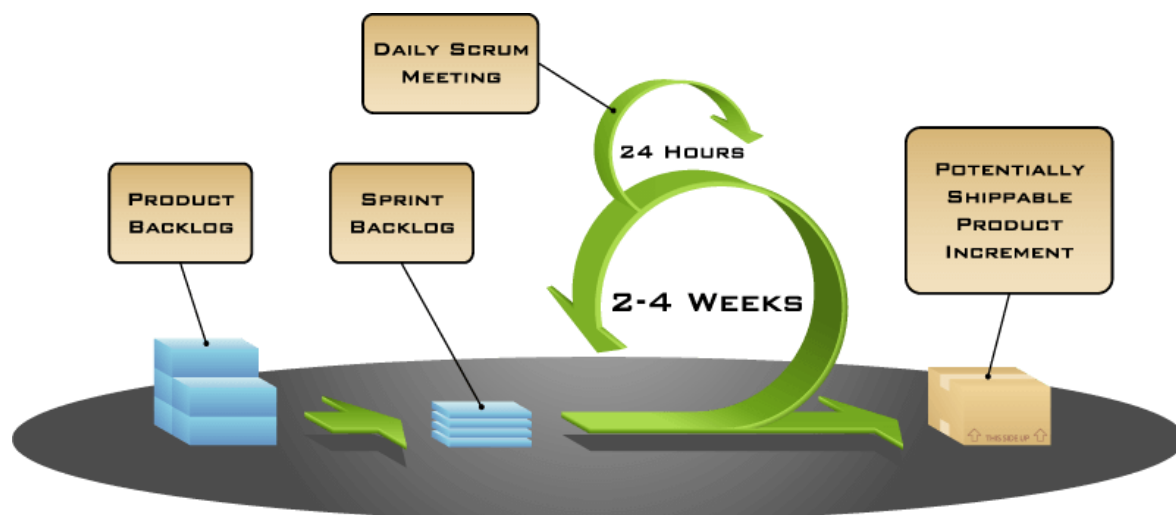 Daily Scrum
Meeting
24 Hours
Product
Backlog
Sprint
Backlog
Potentially
Shippable
Product
Increment
2-4 Weeks
THIS SIDE UP